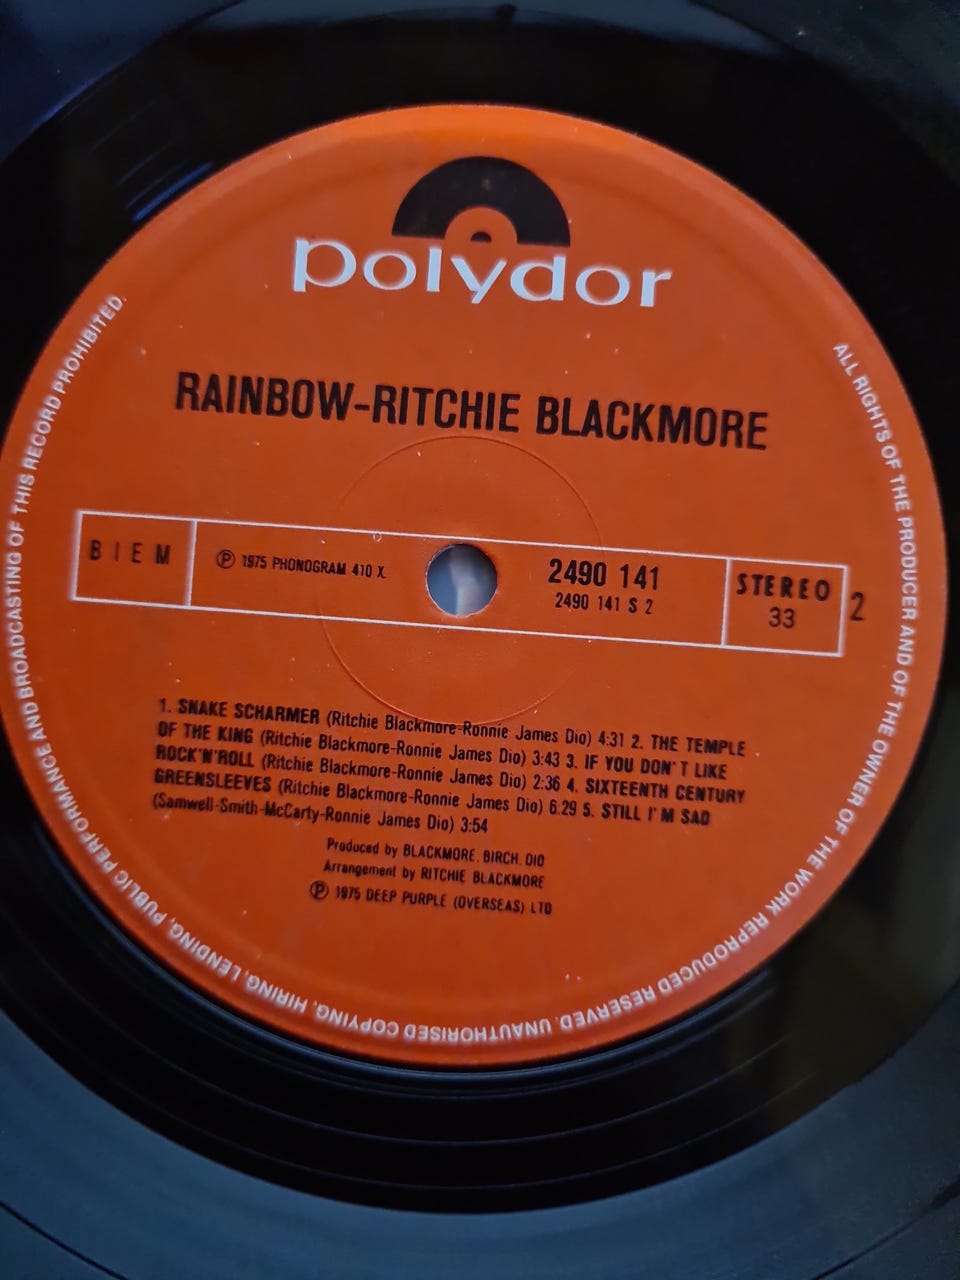 polydor
RAINBOW-RITCHIE BLACKMORE
BIEM
Ⓟ 1975 PHONOGRAM 410 X.
2490 141
2490 141 S 2
STEREO
33
2
1. SNAKE SCHARMER (Ritchie Blackmore-Ronnie James Dio) 4:31 2. THE TEMPLE
OF THE KING (Ritchie Blackmore-Ronnie James Dio) 3:43 3. IF YOU DON'T LIKE
ROCK'N'ROLL (Ritchie Blackmore-Ronnie James Dio) 2:36 4. SIXTEENTH CENTURY
GREENSLEEVES (Ritchie Blackmore-Ronnie James Dio) 6:29 5. STILL I'M SAD
(Samwell-Smith-McCarty-Ronnie James Dio) 3:54
Produced by BLACKMORE, BIRCH, DIO
Arrangement by RITCHIE BLACKMORE
Ⓟ 1975 DEEP PURPLE (OVERSEAS) LTD
ALL RIGHTS OF THE PRODUCER AND OF THE OWNER OF THE WORK REPRODUCED RESERVED. UNAUTHORISED COPYING, HIRING, LENDING, PUBLIC PERFORMANCE AND BROADCASTING OF THIS RECORD PROHIBITED.